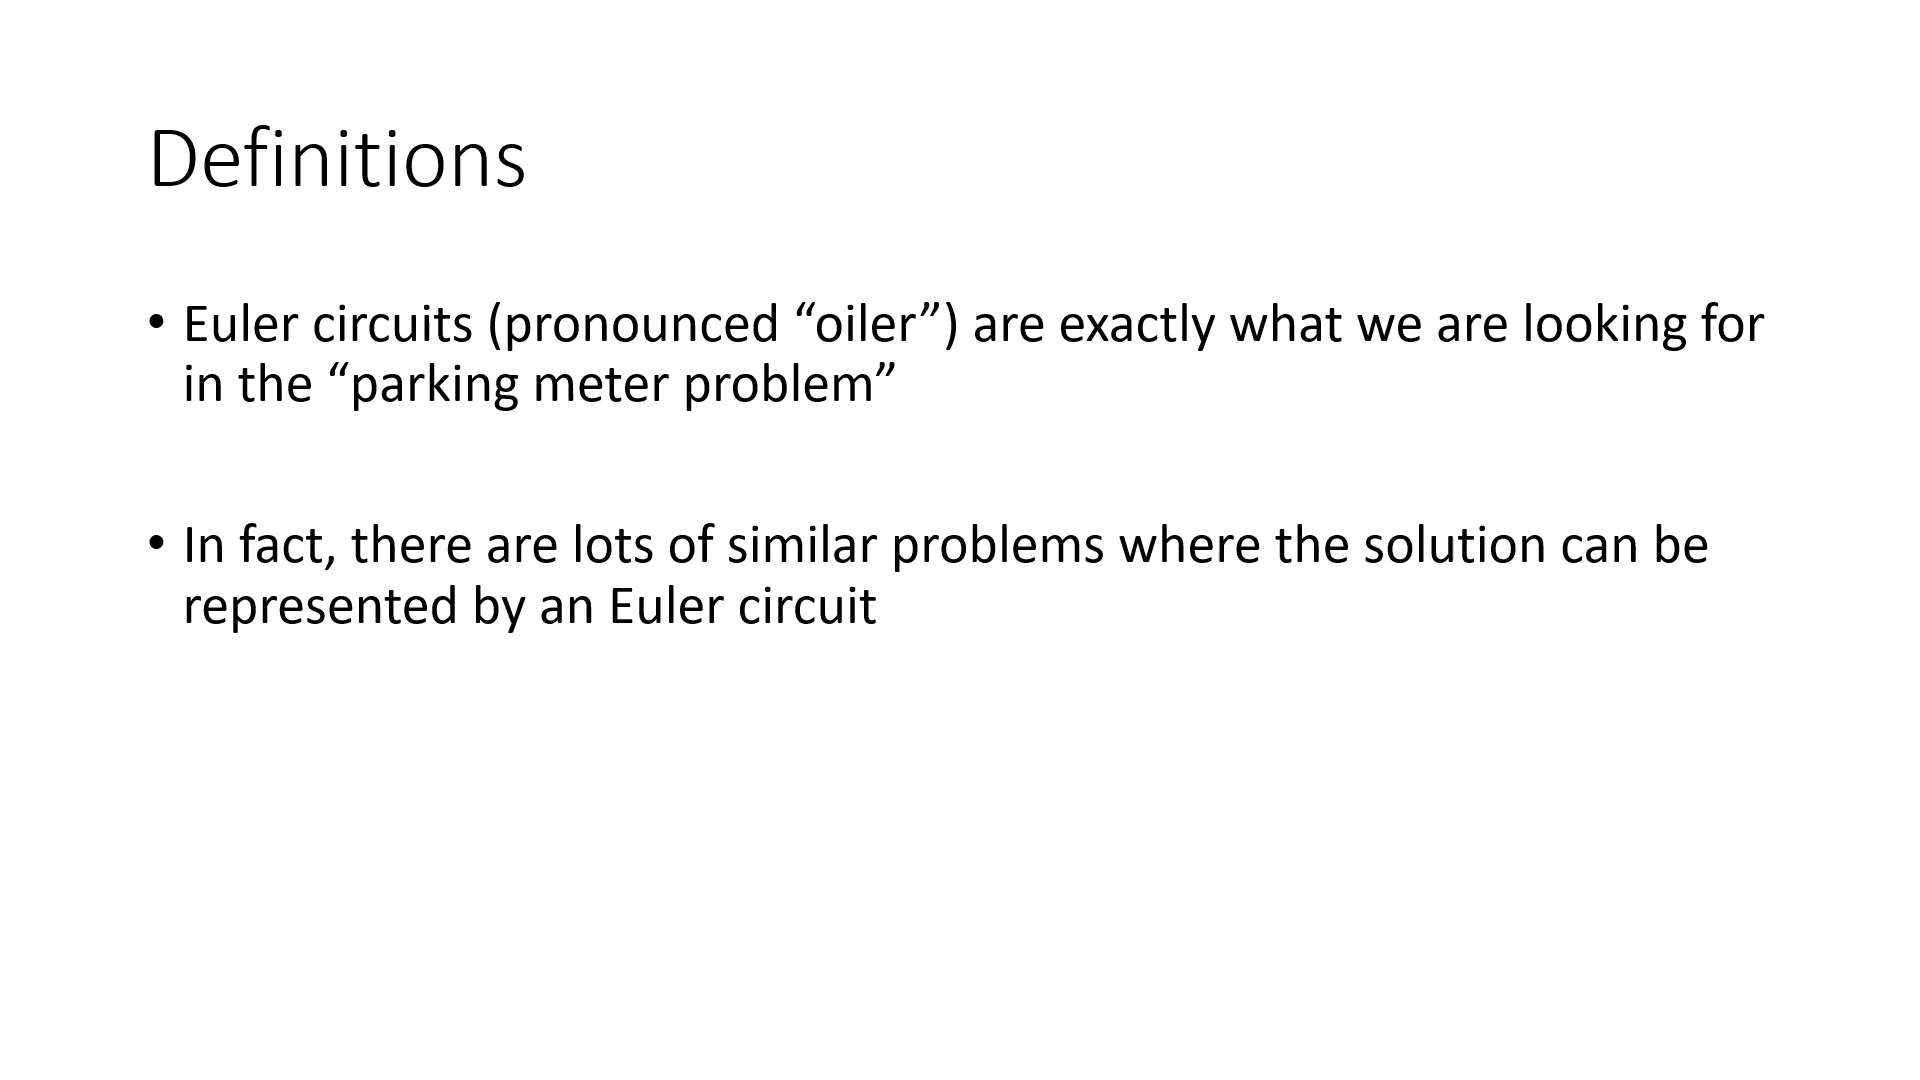 Definitions
• Euler circuits (pronounced “oiler”) are exactly what we are looking for
in the “parking meter problem”
• In fact, there are lots of similar problems where the solution can be
represented by an Euler circuit